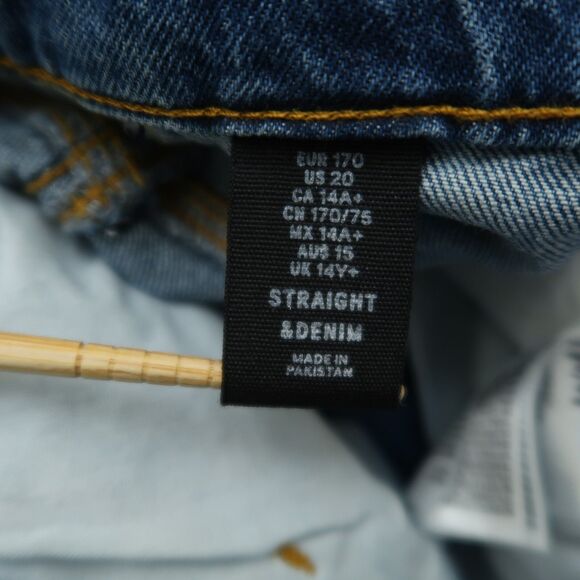 EUR 170
US 20
CA 14A+
CN 170/75
MX 14A+
AUS 15
UK 14Y+
STRAIGHT
&DENIM
MADE IN
PAKISTAN